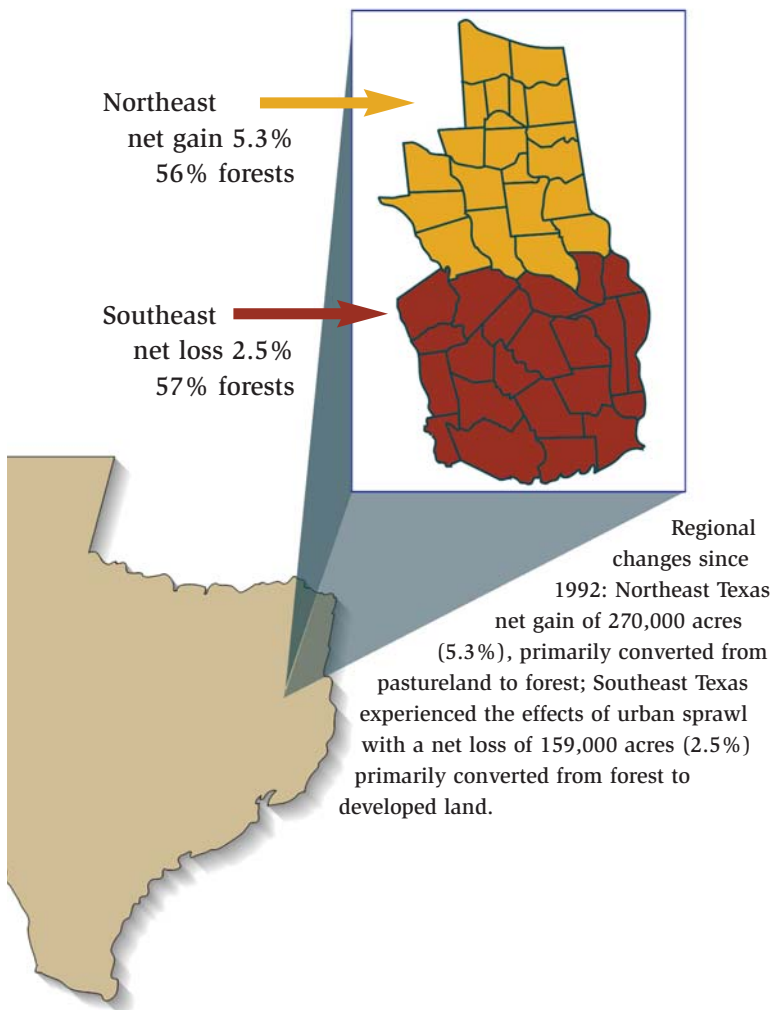 Northeast
net gain 5.3%
56% forests
Southeast
net loss 2.5%
57% forests
Regional
changes since
1992: Northeast Texas
net gain of 270,000 acres
(5.3%), primarily converted from
pastureland to forest; Southeast Texas
experienced the effects of urban sprawl
with a net loss of 159,000 acres (2.5%)
primarily converted from forest to
developed land.